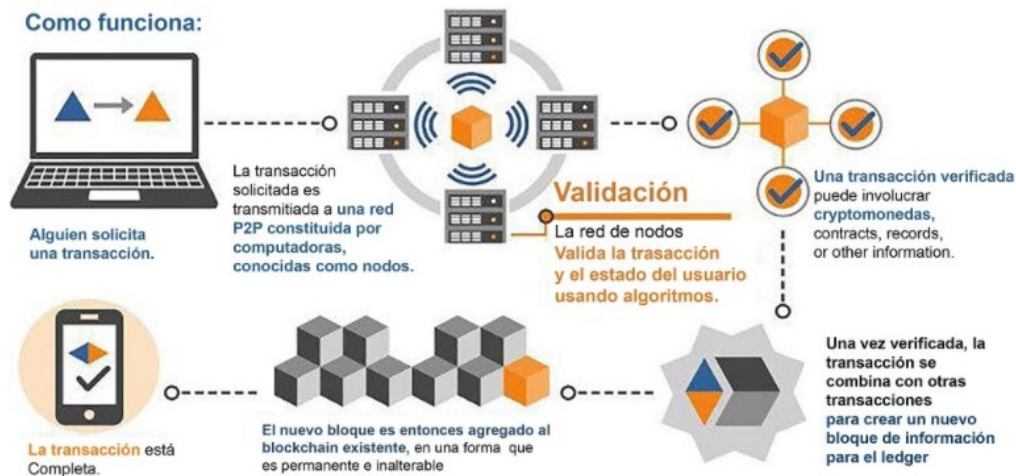 Como funciona:
Alguien solicita
una transacción.
La transacción
solicitada es
transmitiada a una red
P2P constituida por
computadoras,
conocidas como nodos.
Validación
La red de nodos
Valida la trasacción
y el estado del usuario
usando algoritmos.
Una transacción verificada
puede involucrar
cryptomonedas,
contracts, records,
or other information.
Una vez verificada, la
transacción se
combina con otras
transacciones
para crear un nuevo
bloque de información
para el ledger
El nuevo bloque es entonces agregado al
blockchain existente, en una forma que
es permanente e inalterable
La transacción está
Completa.